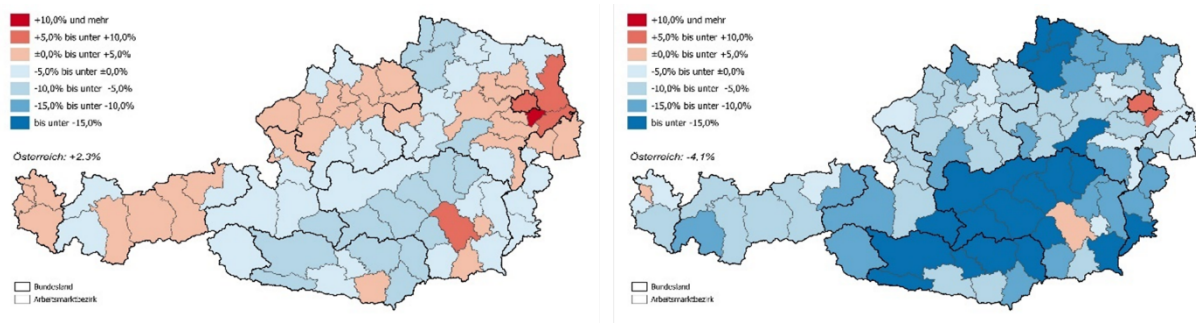 +10,0% und mehr
+5,0% bis unter +10,0%
±0,0% bis unter +5,0%
-5,0% bis unter ±0,0%
-10,0% bis unter -5,0%
-15,0% bis unter -10,0%
bis unter -15,0%
Österreich: +2.3%
Bundesland
Arbeitsmarktbezirk
+10,0% und mehr
+5,0% bis unter +10,0%
±0,0% bis unter +5,0%
-5,0% bis unter ±0,0%
-10,0% bis unter -5,0%
-15,0% bis unter -10,0%
bis unter -15,0%
Österreich: -4,1%
Bundesland
Arbeitsmarktbezirk